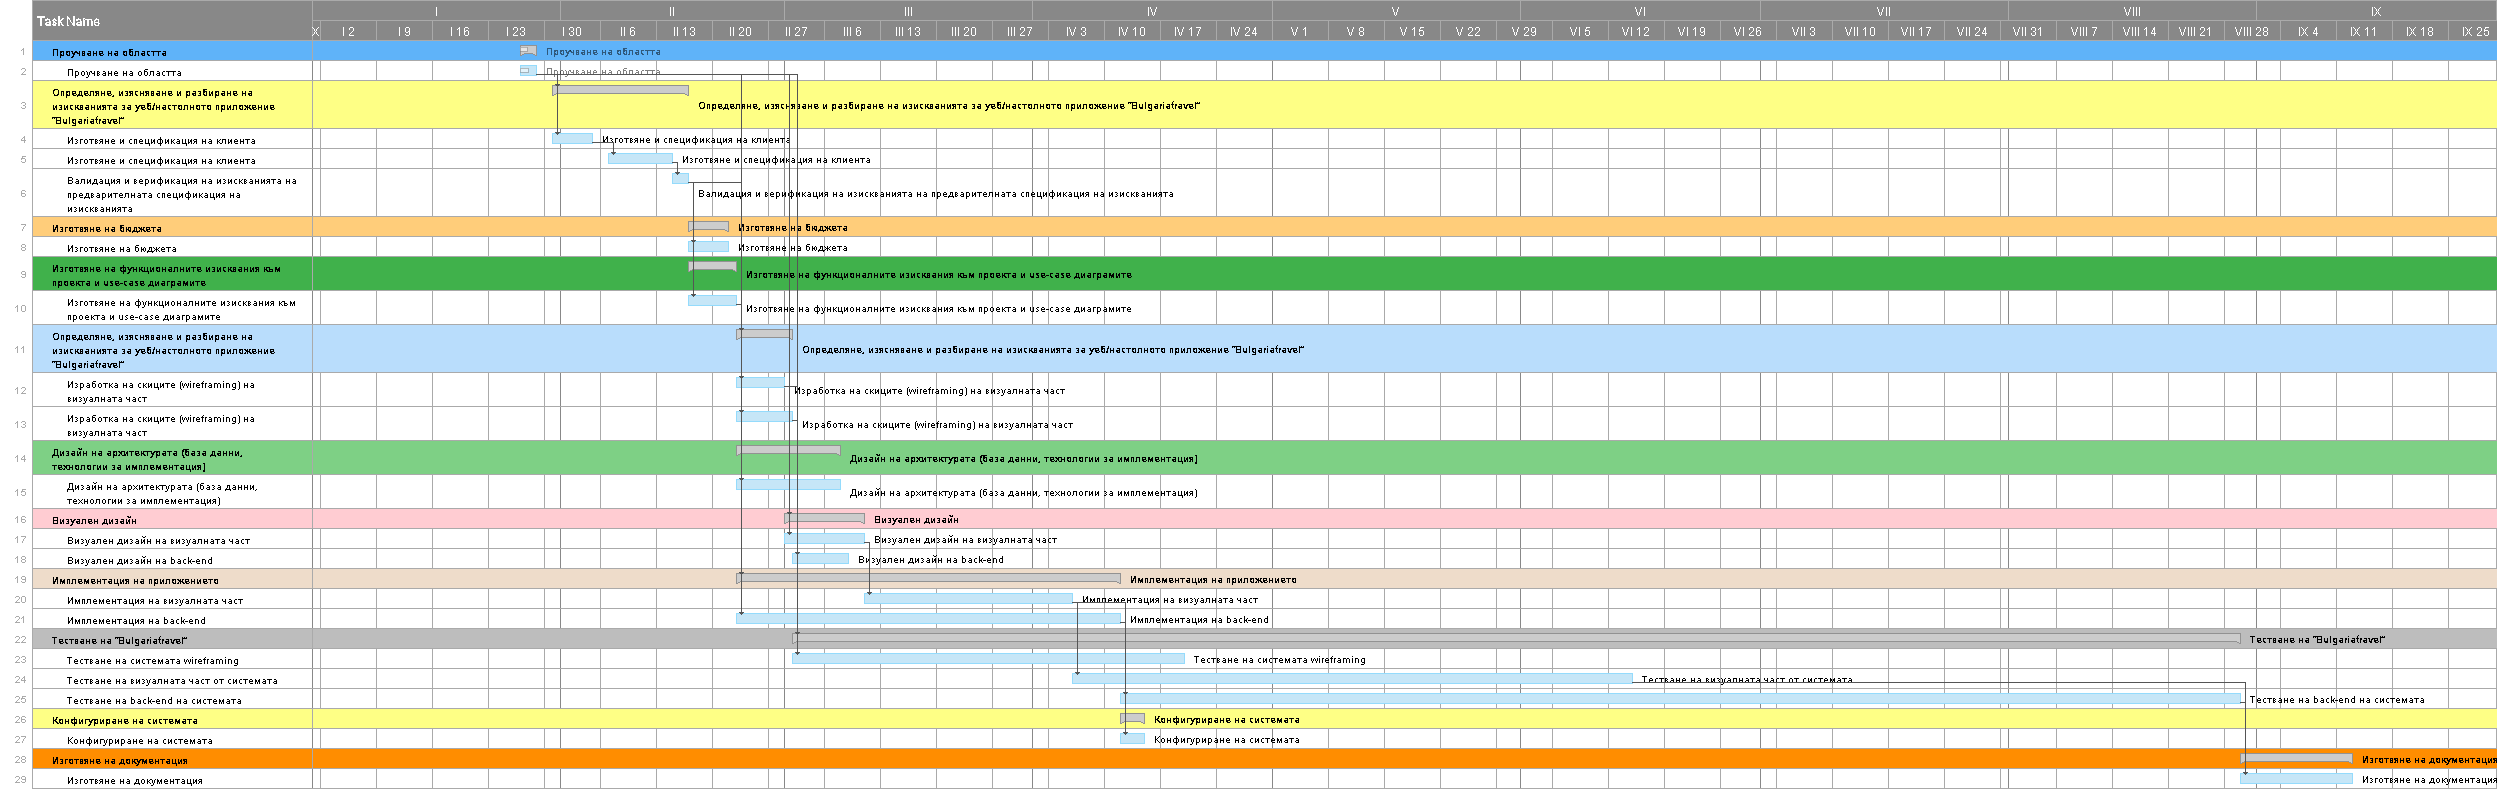 Task Name
I II III IV V VI VII VIII IX
X I 2 I 9 I 16 I 23 I 30 II 6 II 13 II 20 II 27 III 6 III 13 III 20 III 27 IV 3 IV 10 IV 17 IV 24 V 1 V 8 V 15 V 22 V 29 VI 5 VI 12 VI 19 VI 26 VII 3 VII 10 VII 17 VII 24 VII 31 VIII 7 VIII 14 VIII 21 VIII 28 IX 4 IX 11 IX 18 IX 25
1 Проучване на областта Проучване на областта
2 Проучване на областта Проучване на областта
Определяне, изясняване и разбиране на
3 изискванията за уеб/настолното приложение Определяне, изясняване и разбиране на изискванията за уеб/настолното приложение "Bulgariatravel"
"Bulgariatravel"
4 Изготвяне и спецификация на клиента Изготвяне и спецификация на клиента
5 Изготвяне и спецификация на клиента Изготвяне и спецификация на клиента
Валидация и верификация на изискванията на
6 предварителната спецификация на Валидация и верификация на изискванията на предварителната спецификация на изискванията
изискванията
7 Изготвяне на бюджета Изготвяне на бюджета
8 Изготвяне на бюджета Изготвяне на бюджета
Изготвяне на функционалните изисквания към
9 проекта и use-case диаграмите Изготвяне на функционалните изисквания към проекта и use-case диаграмите
Изготвяне на функционалните изисквания към
10 проекта и use-case диаграмите Изготвяне на функционалните изисквания към проекта и use-case диаграмите
Определяне, изясняване и разбиране на
11 изискванията за уеб/настолното приложение Определяне, изясняване и разбиране на изискванията за уеб/настолното приложение "Bulgariatravel"
"Bulgariatravel"
Изработка на скиците (wireframing) на
12 визуалната част Изработка на скиците (wireframing) на визуалната част
Изработка на скиците (wireframing) на
13 визуалната част Изработка на скиците (wireframing) на визуалната част
Дизайн на архитектурата (база данни,
14 технологии за имплементация) Дизайн на архитектурата (база данни, технологии за имплементация)
Дизайн на архитектурата (база данни,
15 технологии за имплементация) Дизайн на архитектурата (база данни, технологии за имплементация)
16 Визуален дизайн Визуален дизайн
17 Визуален дизайн на визуалната част Визуален дизайн на визуалната част
18 Визуален дизайн на back-end Визуален дизайн на back-end
19 Имплементация на приложението Имплементация на приложението
20 Имплементация на визуалната част Имплементация на визуалната част
21 Имплементация на back-end Имплементация на back-end
22 Тестване на "Bulgariatravel" Тестване на "Bulgariatravel"
23 Тестване на системата wireframing Тестване на системата wireframing
24 Тестване на визуалната част от системата Тестване на визуалната част от системата
25 Тестване на back-end на системата Тестване на back-end на системата
26 Конфигуриране на системата Конфигуриране на системата
27 Конфигуриране на системата Конфигуриране на системата
28 Изготвяне на документация Изготвяне на документация
29 Изготвяне на документация Изготвяне на документация